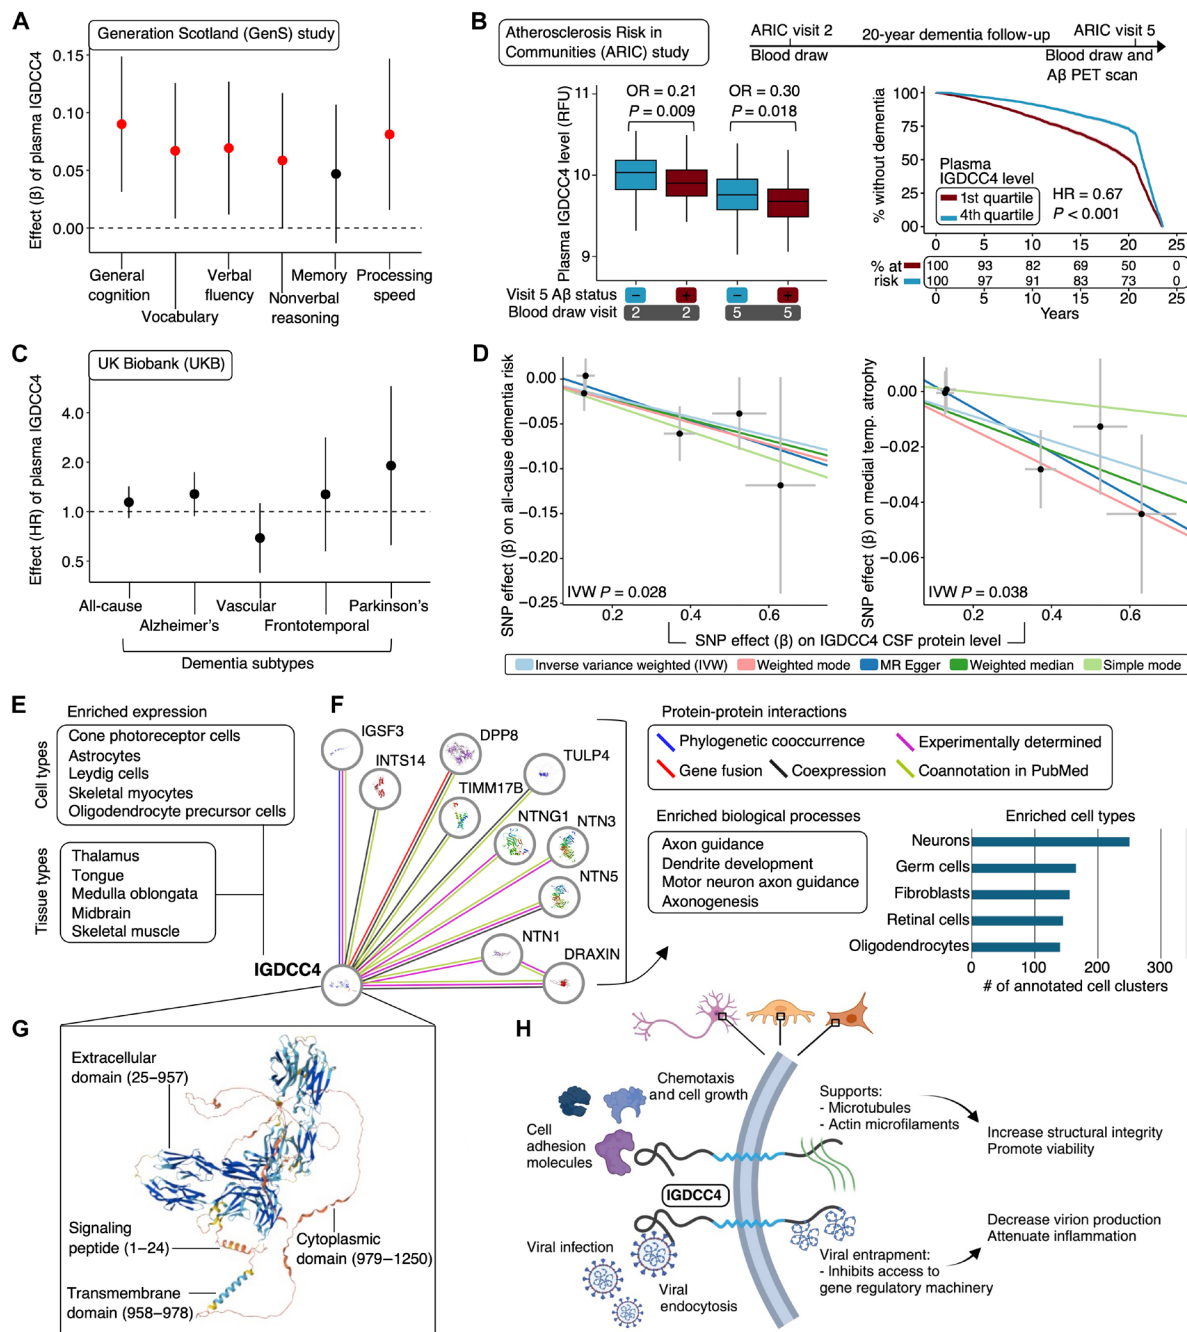 A
Generation Scotland (GenS) study
Effect (β) of plasma IGDCC4
0.15
0.10
0.05
0.00
General
cognition
Vocabulary
Verbal
fluency
Nonverbal
reasoning
Memory
Processing
speed
B
Atherosclerosis Risk in
Communities (ARIC) study
ARIC visit 2
Blood draw
20-year dementia follow-up
ARIC visit 5
Blood draw and
Aβ PET scan
Plasma IGDCC4 level (RFU)
11
10
9
OR = 0.21
P = 0.009
OR = 0.30
P = 0.018
Visit 5 Aβ status
− + − +
Blood draw visit
2 2 5 5
% without dementia
100
75
50
25
00
Plasma
IGDCC4 level
1st quartile
4th quartile
HR = 0.67
P < 0.001
0 5 10 15 20 25
% at
risk
100 93 82 69 50 0
100 97 91 83 73 0
0 5 10 15 20 25
Years
C
UK Biobank (UKB)
Effect (HR) of plasma IGDCC4
4.0
2.0
1.0
0.5
All-cause
Alzheimer's
Vascular
Frontotemporal
Parkinson's
Dementia subtypes
D
SNP effect (β) on all-cause dementia risk
0.00
−0.05
−0.10
−0.15
−0.20
−0.25
IVW P = 0.028
0.2 0.4 0.6
SNP effect (β) on medial temp. atrophy
0.00
−0.02
−0.04
−0.06
IVW P = 0.038
0.2 0.4 0.6
SNP effect (β) on IGDCC4 CSF protein level
Inverse variance weighted (IVW)
Weighted mode
MR Egger
Weighted median
Simple mode
E
Enriched expression
Cell types
Cone photoreceptor cells
Astrocytes
Leydig cells
Skeletal myocytes
Oligodendrocyte precursor cells
Tissue types
Thalamus
Tongue
Medulla oblongata
Midbrain
Skeletal muscle
F
IGSF3
INTS14
DPP8
TIMM17B
TULP4
NTNG1
NTN3
NTN5
NTN1
DRAXIN
IGDCC4
Protein-protein interactions
Phylogenetic cooccurrence
Experimentally determined
Gene fusion
Coexpression
Coannotation in PubMed
Enriched biological processes
Axon guidance
Dendrite development
Motor neuron axon guidance
Axonogenesis
Enriched cell types
Neurons
Germ cells
Fibroblasts
Retinal cells
Oligodendrocytes
0 100 200 300
# of annotated cell clusters
G
Extracellular
domain (25–957)
Signaling
peptide (1–24)
Transmembrane
domain (958–978)
Cytoplasmic
domain (979–1250)
H
Chemotaxis
and cell growth
Cell
adhesion
molecules
IGDCC4
Viral infection
Viral
endocytosis
Supports:
- Microtubules
- Actin microfilaments
Increase structural integrity
Promote viability
Viral entrapment:
- Inhibits access to
gene regulatory machinery
Decrease virion production
Attenuate inflammation